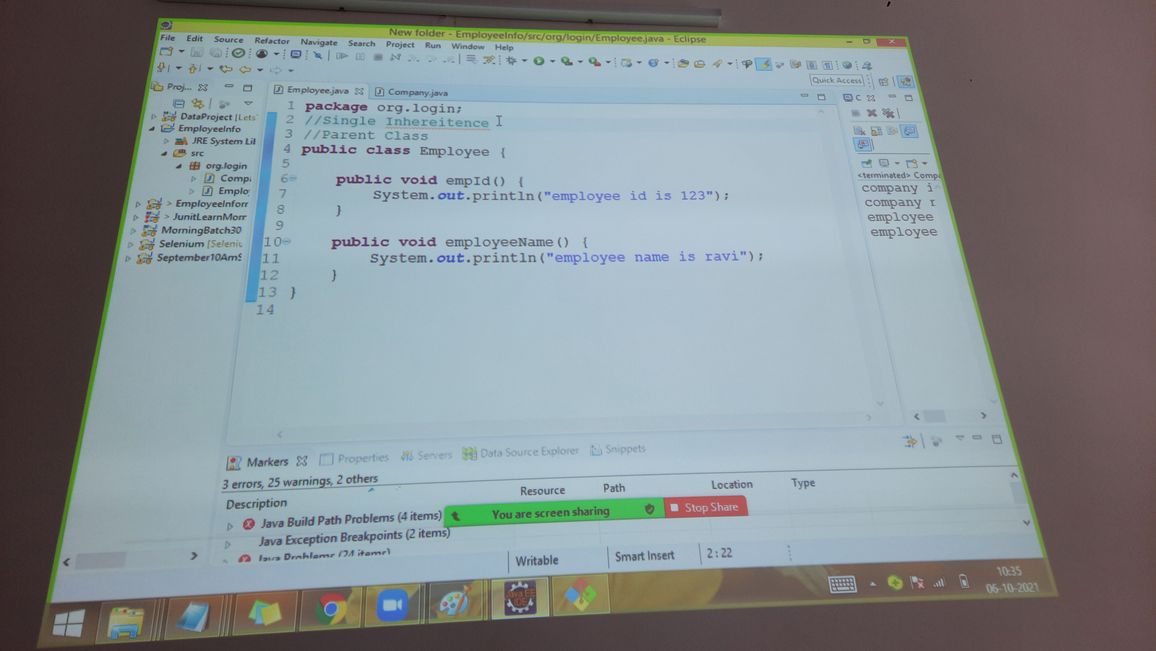 New folder - EmployeeInfo/src/org/login/Employee.java - Eclipse
File Edit Source Refactor Navigate Search Project Run Window Help
Quick Access
Proj...
Employee.java
Company.java
C
DataProject [Lets
EmployeeInfo
JRE System Lil
src
org.login
Comp
Emplo
> EmployeeInforr
> JunitLearnMorr
MorningBatch30
Selenium [Seleniu
September10AmS
1 package org.login;
2 //Single Inhereitence
3 //Parent Class
4 public class Employee {
5
6 public void empId() {
7 System.out.println("employee id is 123");
8 }
9
10 public void employeeName() {
11 System.out.println("employee name is ravi");
12 }
13 }
14
<terminated> Compa
company i
company r
employee
employee
Markers Properties Servers Data Source Explorer Snippets
3 errors, 25 warnings, 2 others
Description Resource Path Location Type
Java Build Path Problems (4 items)
Java Exception Breakpoints (2 items)
Java Problems (24 items)
You are screen sharing Stop Share
Writable Smart Insert 2 : 22
Java EE
IDE
10:35
06-10-2021